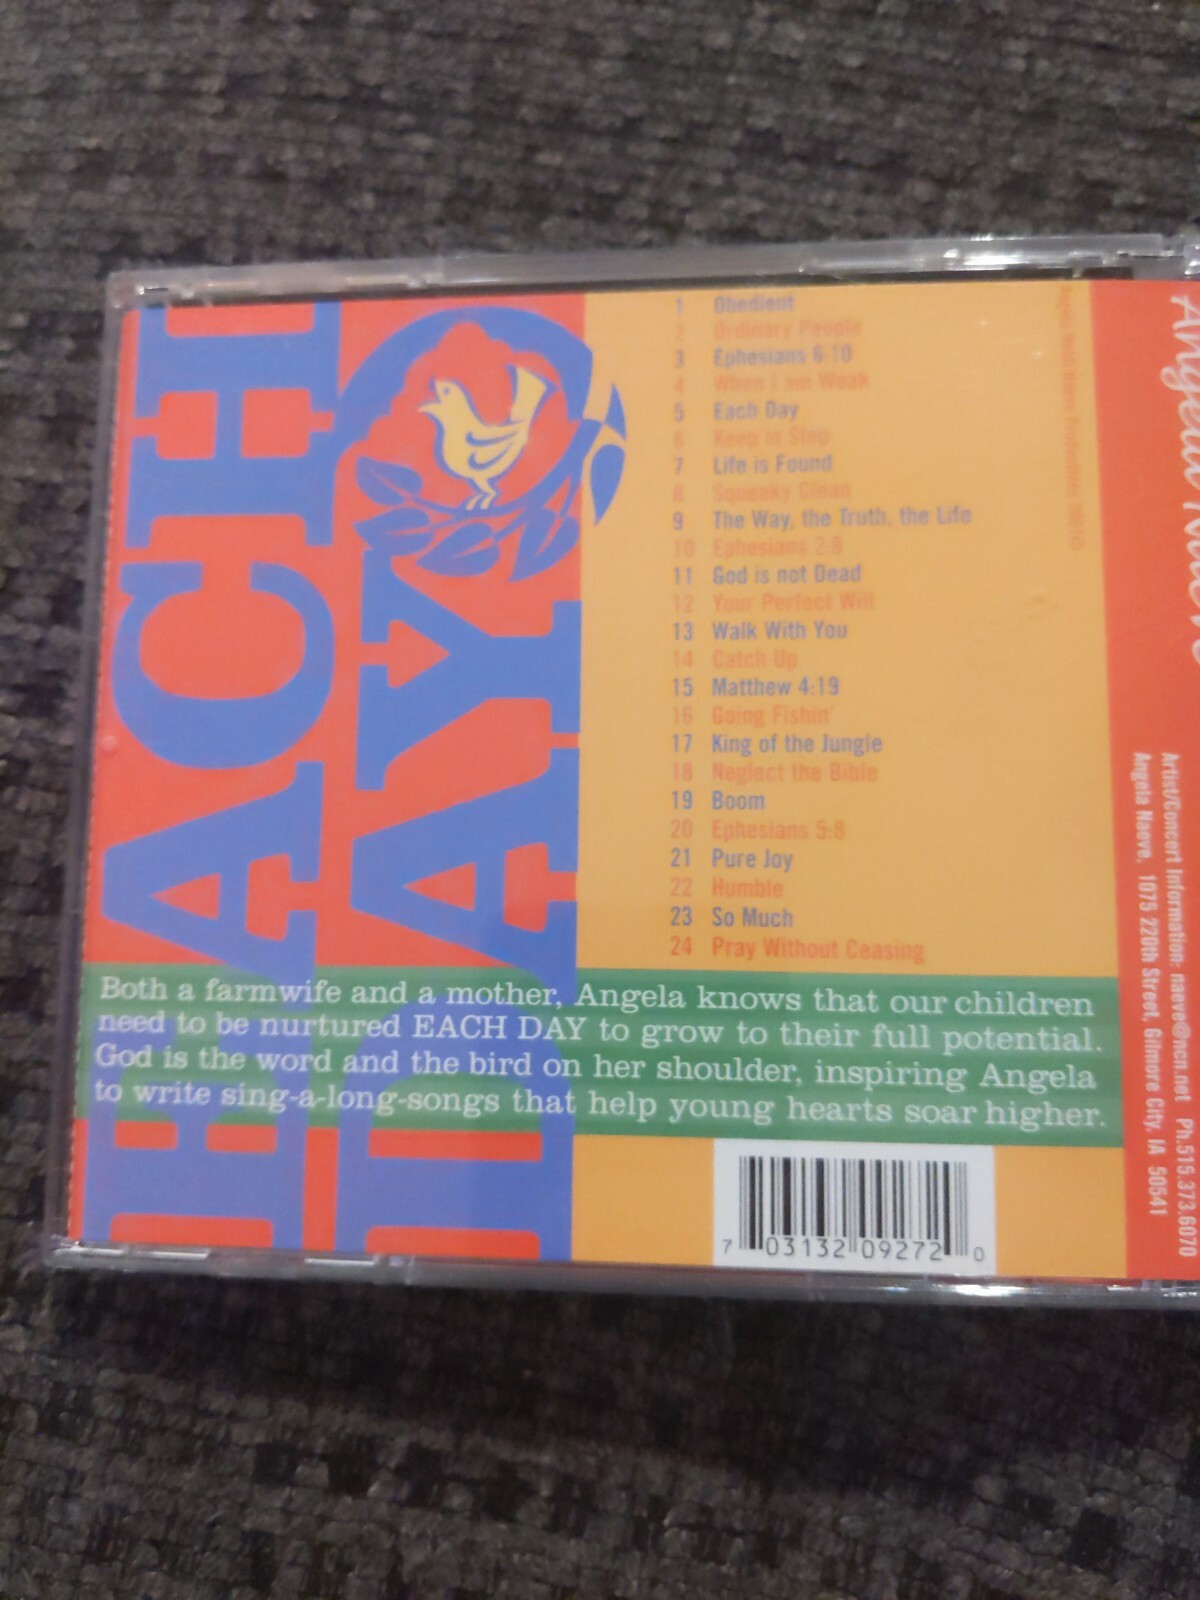 EACH
DAY
1 Obedient
2 Ordinary People
3 Ephesians 6:10
4 When I am Weak
5 Each Day
6 Keep in Step
7 Life is Found
8 Squeaky Clean
9 The Way, the Truth, the Life
10 Ephesians 2:8
11 God is not Dead
12 Your Perfect Will
13 Walk With You
14 Catch Up
15 Matthew 4:19
16 Going Fishin'
17 King of the Jungle
18 Neglect the Bible
19 Boom
20 Ephesians 5:8
21 Pure Joy
22 Humble
23 So Much
24 Pray Without Ceasing
Both a farmwife and a mother, Angela knows that our children
need to be nurtured EACH DAY to grow to their full potential.
God is the word and the bird on her shoulder, inspiring Angela
to write sing-a-long-songs that help young hearts soar higher.
7 03132 09272 0
Angela Naeve
Artist/Concert Information: naeve@ncn.net Ph.515.373.6070
Angela Naeve, 1075 220th Street, Gilmore City, IA 50541